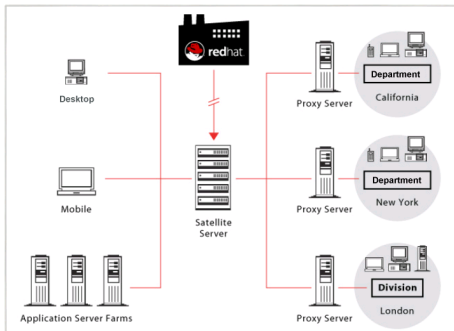 redhat.
Desktop
Mobile
Application Server Farms
Satellite
Server
Proxy Server
Department
California
Proxy Server
Department
New York
Proxy Server
Division
London